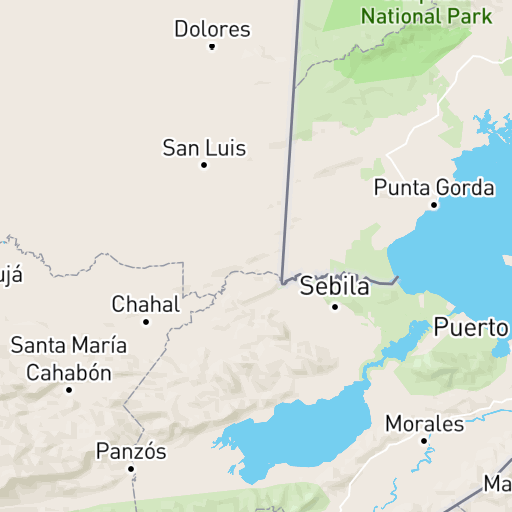 National Park
Dolores
San Luis
Punta Gorda
ujá
Sebila
Chahal
Puerto
Santa María
Cahabón
Morales
Panzós
Ma